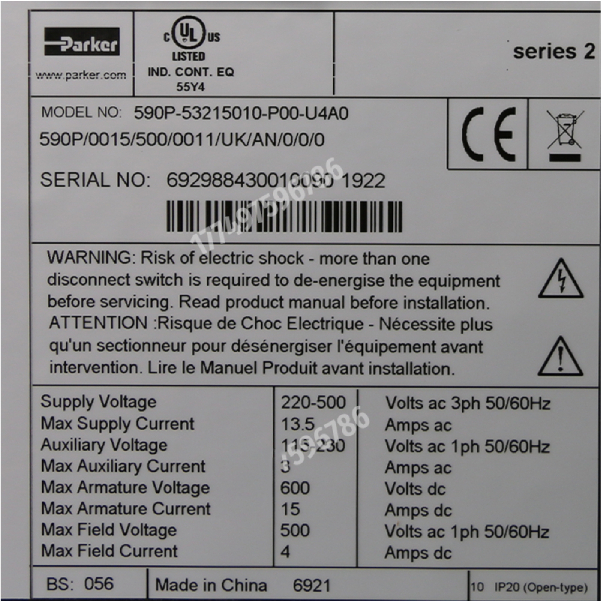 Parker
www.parker.com
C UL US
LISTED
IND. CONT. EQ
55Y4
series 2
MODEL NO: 590P-53215010-P00-U4A0
590P/0015/500/0011/UK/AN/0/0/0
CE
SERIAL NO: 692988430010090 1922
WARNING: Risk of electric shock - more than one
disconnect switch is required to de-energise the equipment
before servicing. Read product manual before installation.
ATTENTION :Risque de Choc Electrique - Nécessite plus
qu'un sectionneur pour désénergiser l'équipement avant
intervention. Lire le Manuel Produit avant installation.
Supply Voltage 220-500 Volts ac 3ph 50/60Hz
Max Supply Current 13.5 Amps ac
Auxiliary Voltage 115-230 Volts ac 1ph 50/60Hz
Max Auxiliary Current 3 Amps ac
Max Armature Voltage 600 Volts dc
Max Armature Current 15 Amps dc
Max Field Voltage 500 Volts ac 1ph 50/60Hz
Max Field Current 4 Amps dc
BS: 056 Made in China 6921 10 IP20 (Open-type)